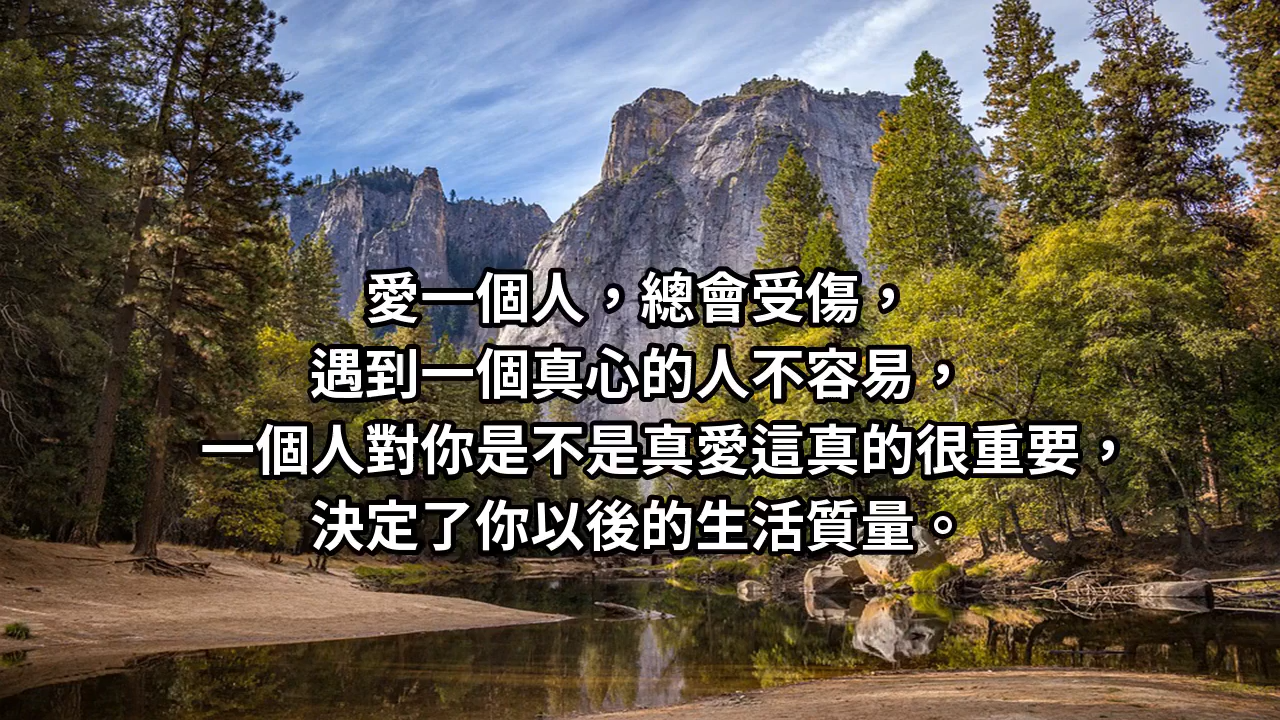 愛一個人，總會受傷，
遇到一個真心的人不容易，
一個人對你是不是真愛這真的很重要，
決定了你以後的生活質量。